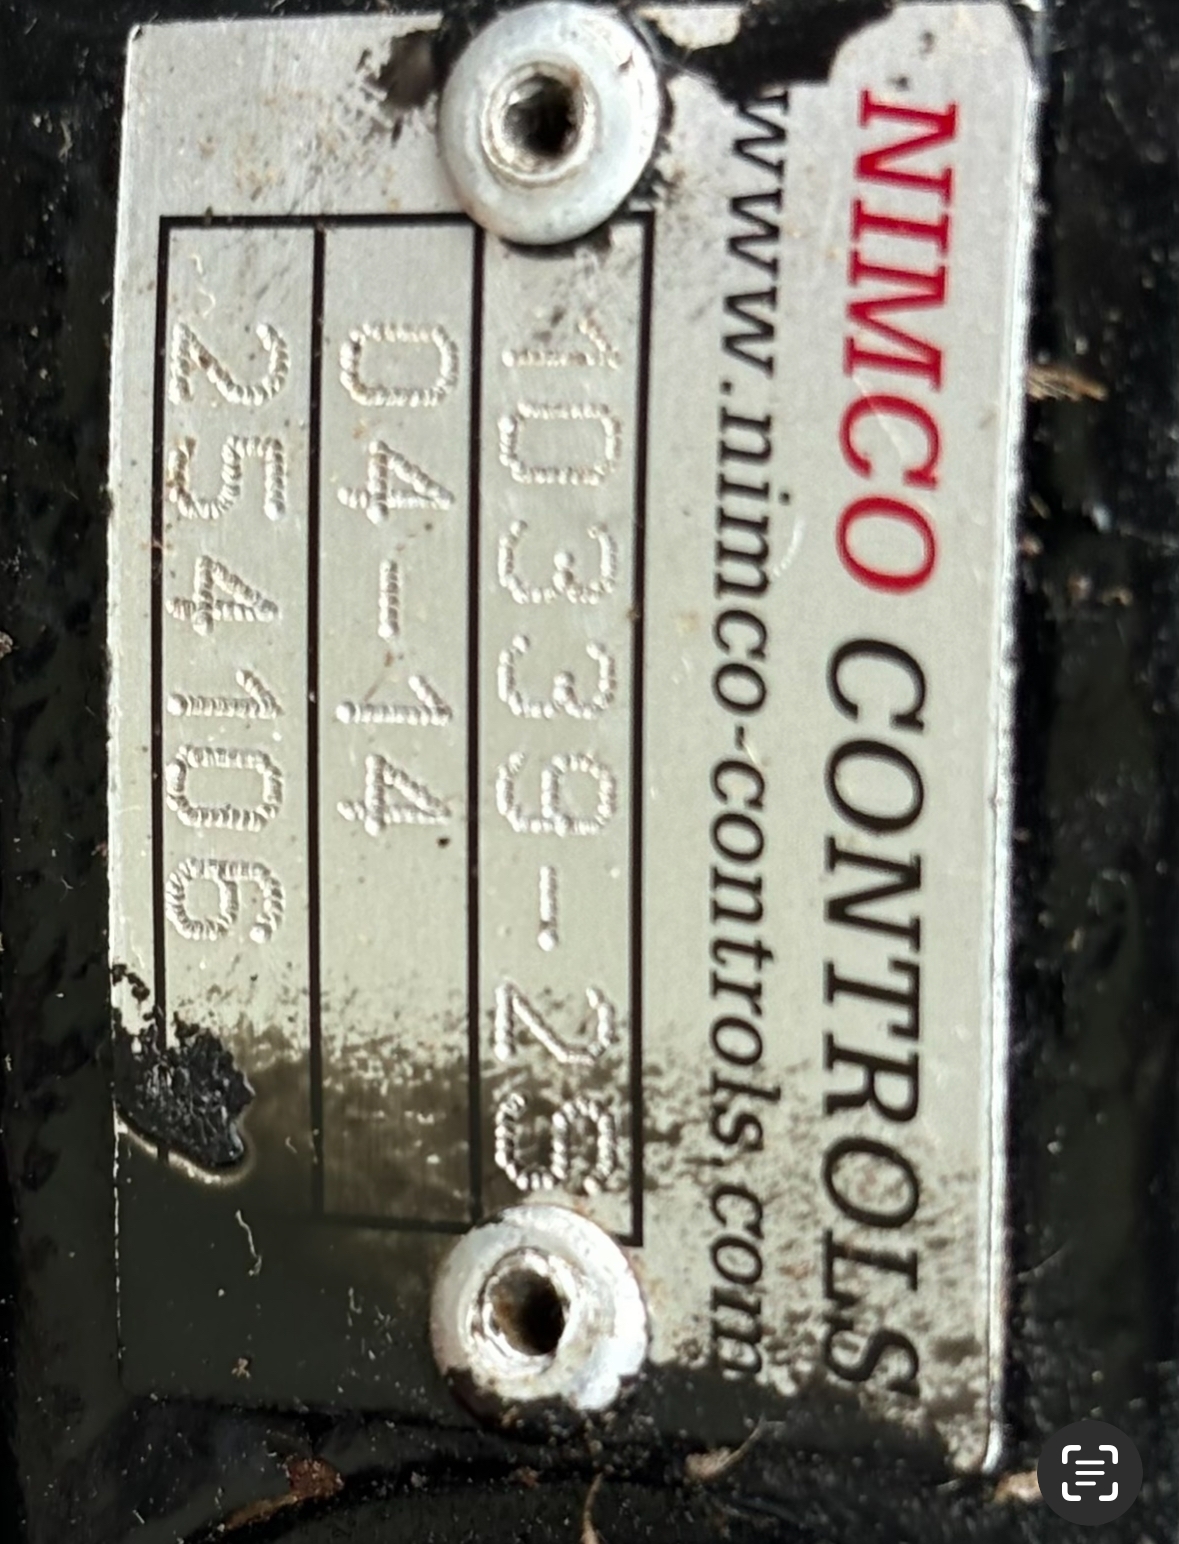 NIMCO CONTROLS
www.nimco-controls.com
10339-28
04-14
254106